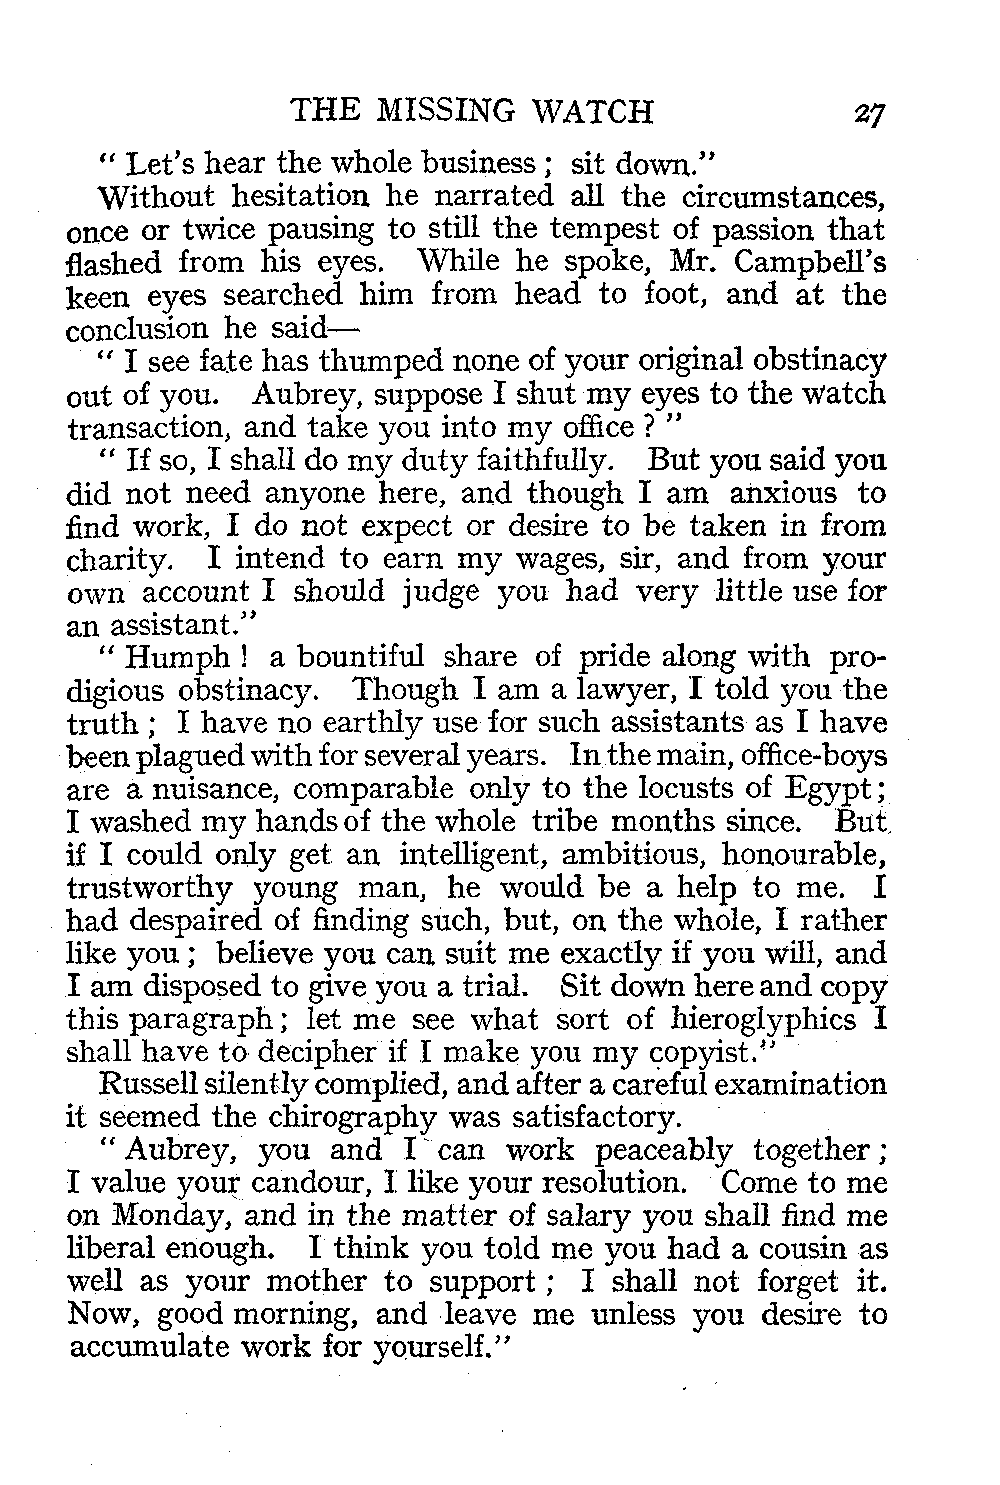 THE MISSING WATCH 27
" Let's hear the whole business ; sit down."
Without hesitation he narrated all the circumstances,
once or twice pausing to still the tempest of passion that
flashed from his eyes. While he spoke, Mr. Campbell's
keen eyes searched him from head to foot, and at the
conclusion he said—
" I see fate has thumped none of your original obstinacy
out of you. Aubrey, suppose I shut my eyes to the watch
transaction, and take you into my office ? "
" If so, I shall do my duty faithfully. But you said you
did not need anyone here, and though I am anxious to
find work, I do not expect or desire to be taken in from
charity. I intend to earn my wages, sir, and from your
own account I should judge you had very little use for
an assistant."
" Humph ! a bountiful share of pride along with pro-
digious obstinacy. Though I am a lawyer, I told you the
truth ; I have no earthly use for such assistants as I have
been plagued with for several years. In the main, office-boys
are a nuisance, comparable only to the locusts of Egypt ;
I washed my hands of the whole tribe months since. But
if I could only get an intelligent, ambitious, honourable,
trustworthy young man, he would be a help to me. I
had despaired of finding such, but, on the whole, I rather
like you ; believe you can suit me exactly if you will, and
I am disposed to give you a trial. Sit down here and copy
this paragraph ; let me see what sort of hieroglyphics I
shall have to decipher if I make you my copyist."
Russell silently complied, and after a careful examination
it seemed the chirography was satisfactory.
" Aubrey, you and I can work peaceably together ;
I value your candour, I like your resolution. Come to me
on Monday, and in the matter of salary you shall find me
liberal enough. I think you told me you had a cousin as
well as your mother to support ; I shall not forget it.
Now, good morning, and leave me unless you desire to
accumulate work for yourself."